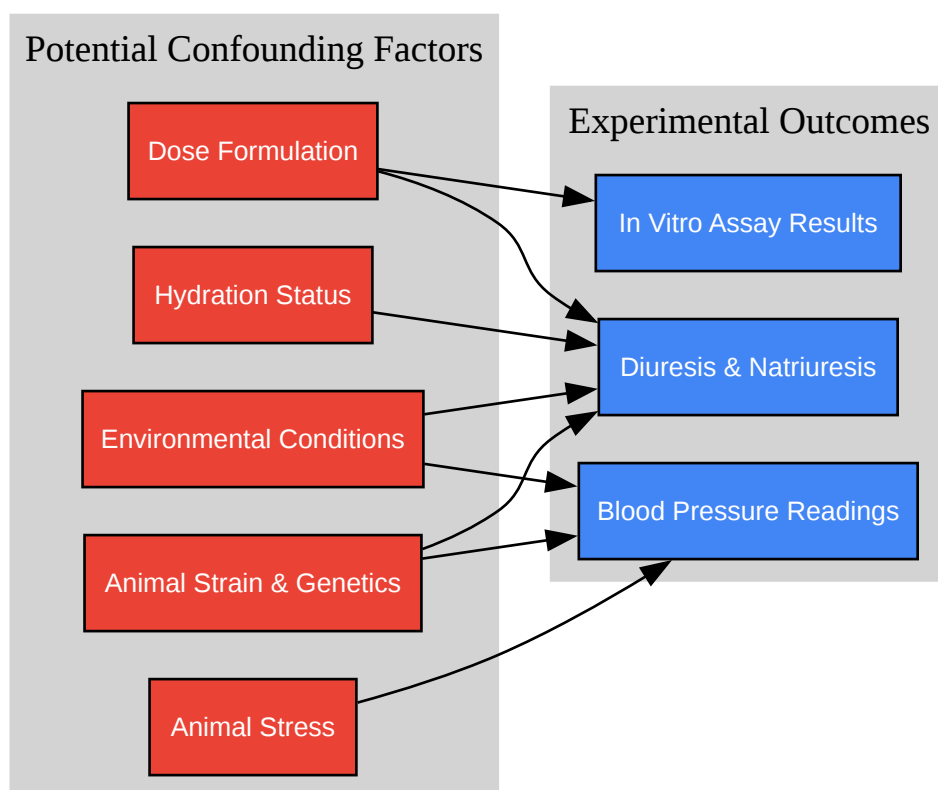 Potential Confounding Factors
Dose Formulation
Hydration Status
Environmental Conditions
Animal Strain & Genetics
Animal Stress
Experimental Outcomes
In Vitro Assay Results
Diuresis & Natriuresis
Blood Pressure Readings